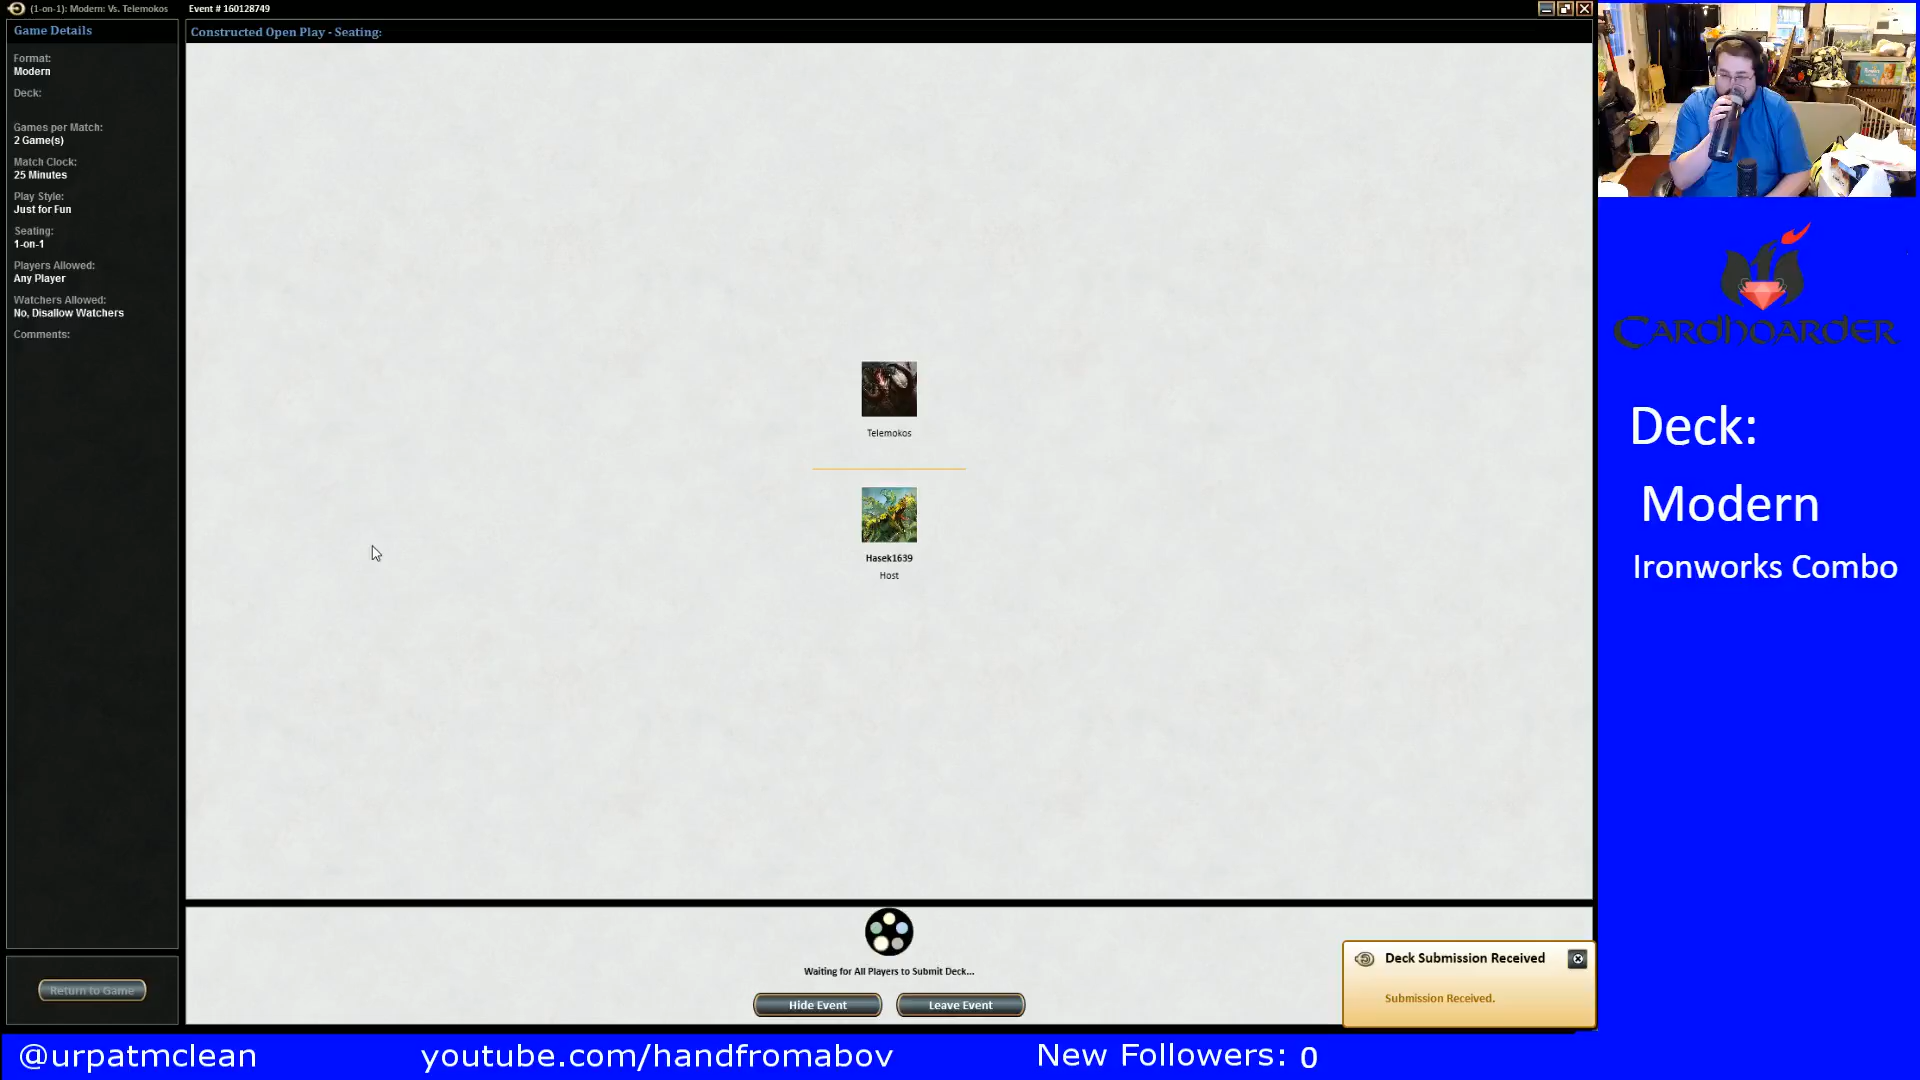 (1-on-1): Modern: Vs. Telemokos
Event # 160128749
Game Details
Constructed Open Play - Seating:
Format:
Modern
Deck:
Games per Match:
2 Game(s)
Match Clock:
25 Minutes
Play Style:
Just for Fun
Seating:
1-on-1
Players Allowed:
Any Player
Watchers Allowed:
No, Disallow Watchers
Comments:
Return to Game
Telemokos
Hasek1639
Host
Waiting for All Players to Submit Deck...
Hide Event
Leave Event
Deck Submission Received
Submission Received.
Cardhoarder
Deck:
Modern
Ironworks Combo
@urpatmclean
youtube.com/handfromabov
New Followers: 0